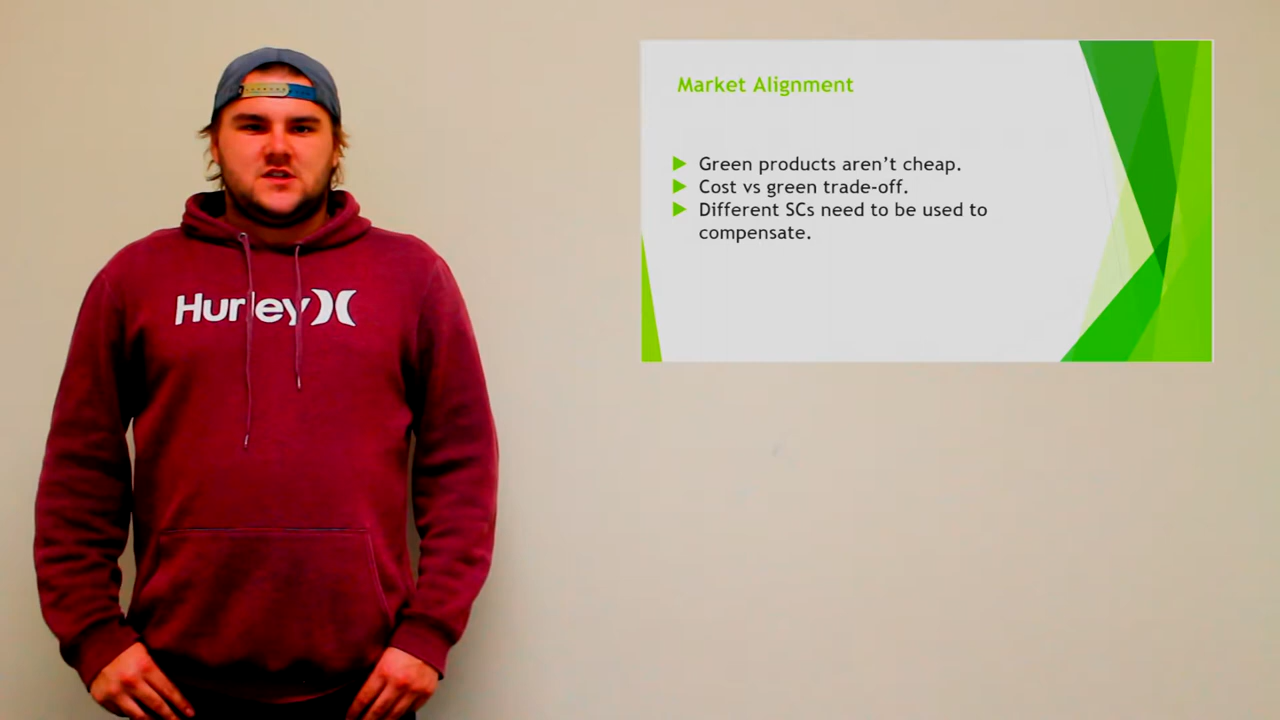 Hurley
Market Alignment
Green products aren't cheap.
Cost vs green trade-off.
Different SCs need to be used to
compensate.